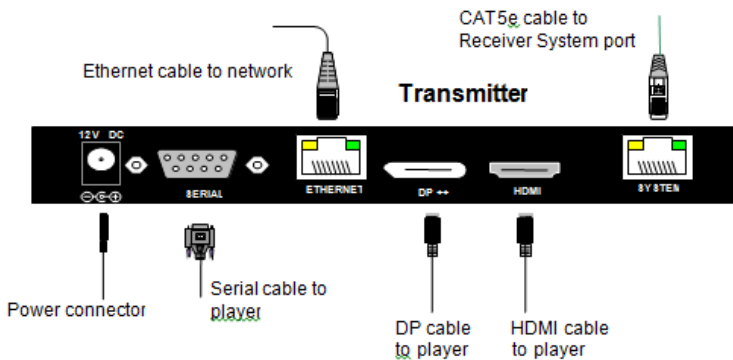 CAT5e cable to
Receiver System port
Ethernet cable to network
Transmitter
12V DC
SERIAL
ETHERNET
DP ↔
HDMI
SYSTEM
Power connector
Serial cable to
player
DP cable
to player
HDMI cable
to player